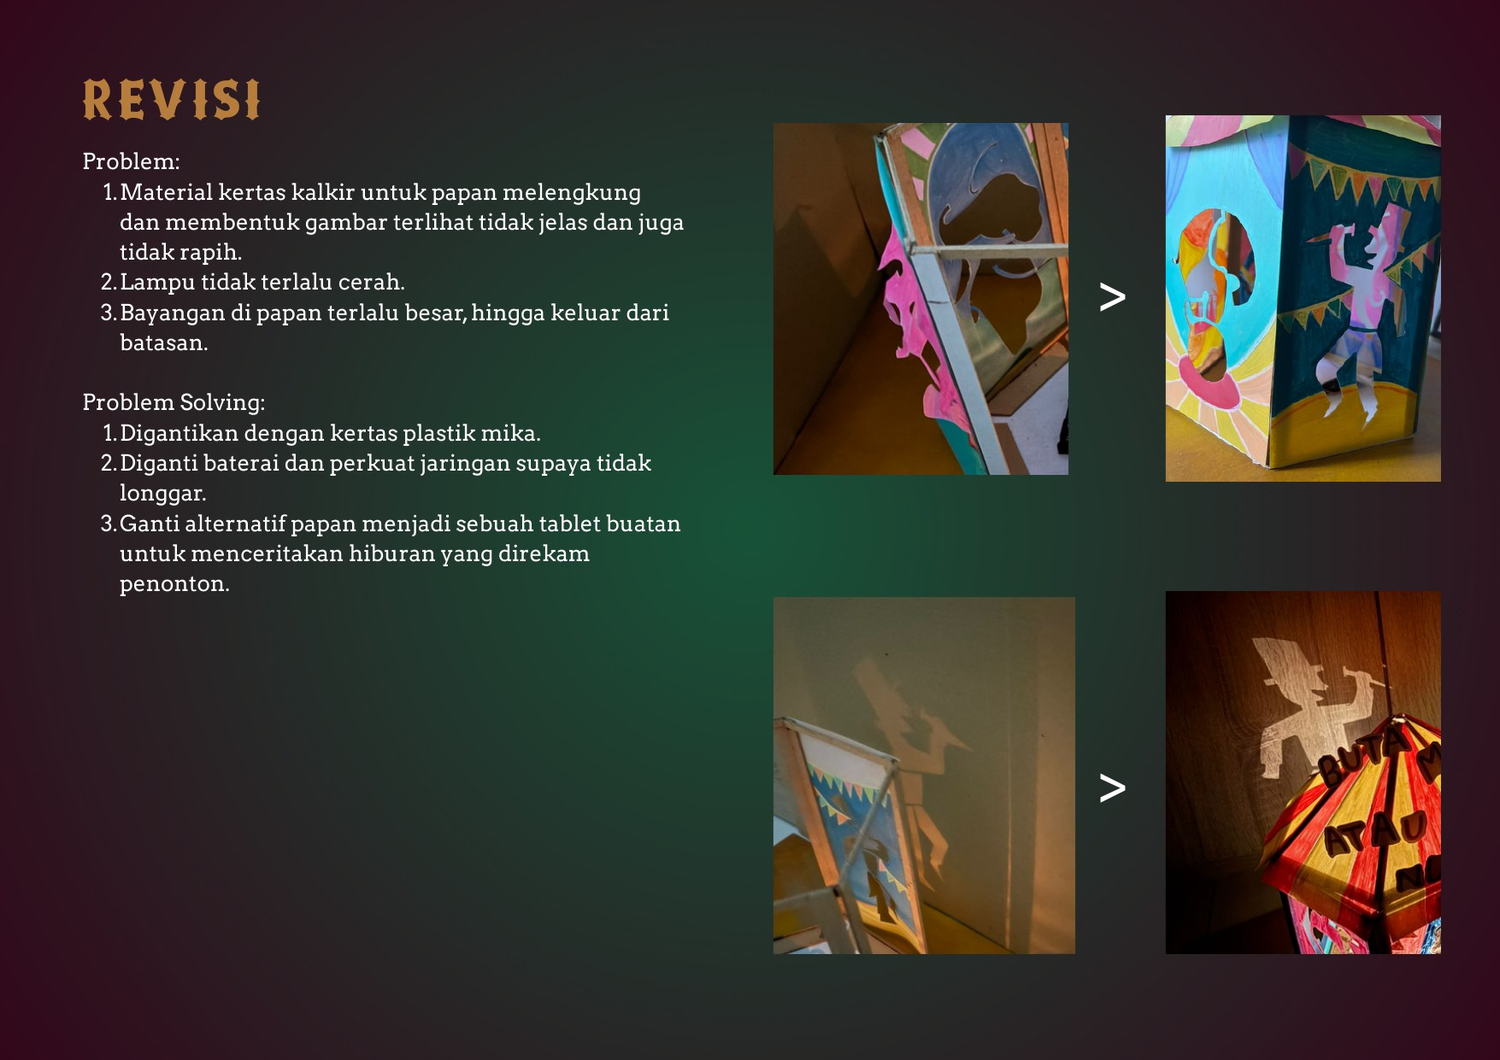 REVISI
Problem:
1. Material kertas kalkir untuk papan melengkung
dan membentuk gambar terlihat tidak jelas dan juga
tidak rapih.
2. Lampu tidak terlalu cerah.
3. Bayangan di papan terlalu besar, hingga keluar dari
batasan.
Problem Solving:
1. Digantikan dengan kertas plastik mika.
2. Diganti baterai dan perkuat jaringan supaya tidak
longgar.
3. Ganti alternatif papan menjadi sebuah tablet buatan
untuk menceritakan hiburan yang direkam
penonton.
>
>
BUTA
ATAU